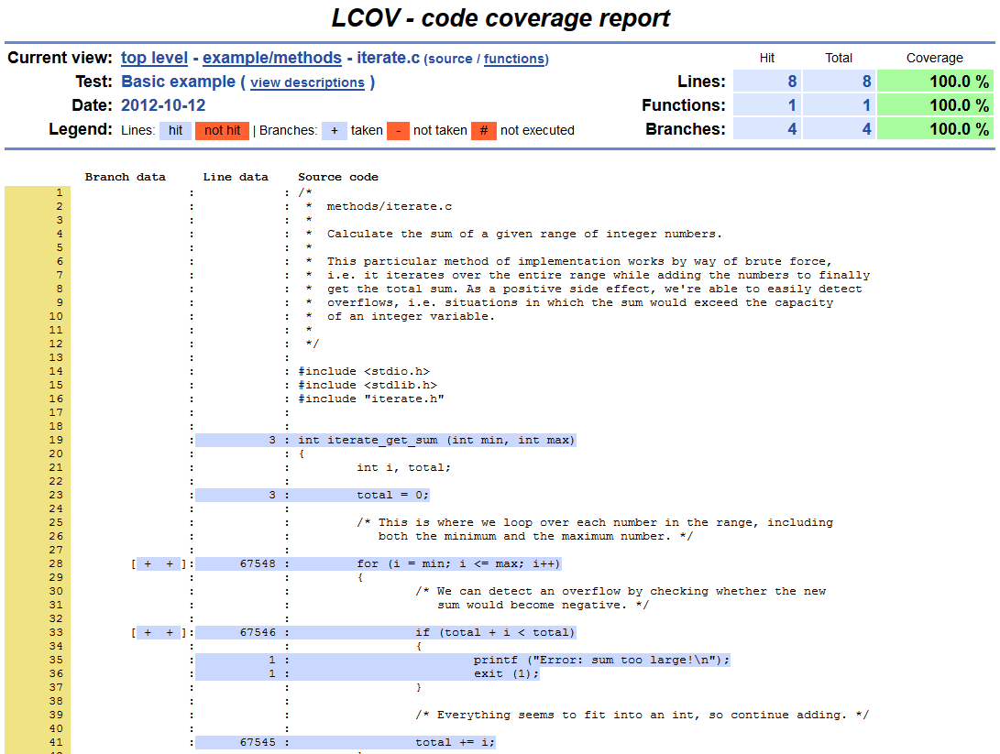 LCOV - code coverage report
Current view: top level - example/methods - iterate.c (source / functions)
Hit Total Coverage
Test: Basic example ( view descriptions )
Lines: 8 8 100.0 %
Date: 2012-10-12
Functions: 1 1 100.0 %
Legend: Lines: hit not hit | Branches: + taken - not taken # not executed
Branches: 4 4 100.0 %
Branch data Line data Source code
1 : : /*
2 : : * methods/iterate.c
3 : : *
4 : : * Calculate the sum of a given range of integer numbers.
5 : : *
6 : : * This particular method of implementation works by way of brute force,
7 : : * i.e. it iterates over the entire range while adding the numbers to finally
8 : : * get the total sum. As a positive side effect, we're able to easily detect
9 : : * overflows, i.e. situations in which the sum would exceed the capacity
10 : : * of an integer variable.
11 : : *
12 : : */
13 : :
14 : : #include <stdio.h>
15 : : #include <stdlib.h>
16 : : #include "iterate.h"
17 : :
18 : :
19 : 3 : int iterate_get_sum (int min, int max)
20 : : {
21 : : int i, total;
22 : :
23 : 3 : total = 0;
24 : :
25 : : /* This is where we loop over each number in the range, including
26 : : both the minimum and the maximum number. */
27 : :
28 [ + + ]: 67548 : for (i = min; i <= max; i++)
29 : : {
30 : : /* We can detect an overflow by checking whether the new
31 : : sum would become negative. */
32 : :
33 [ + + ]: 67546 : if (total + i < total)
34 : : {
35 : 1 : printf ("Error: sum too large!\n");
36 : 1 : exit (1);
37 : : }
38 : :
39 : : /* Everything seems to fit into an int, so continue adding. */
40 : :
41 : 67545 : total += i;